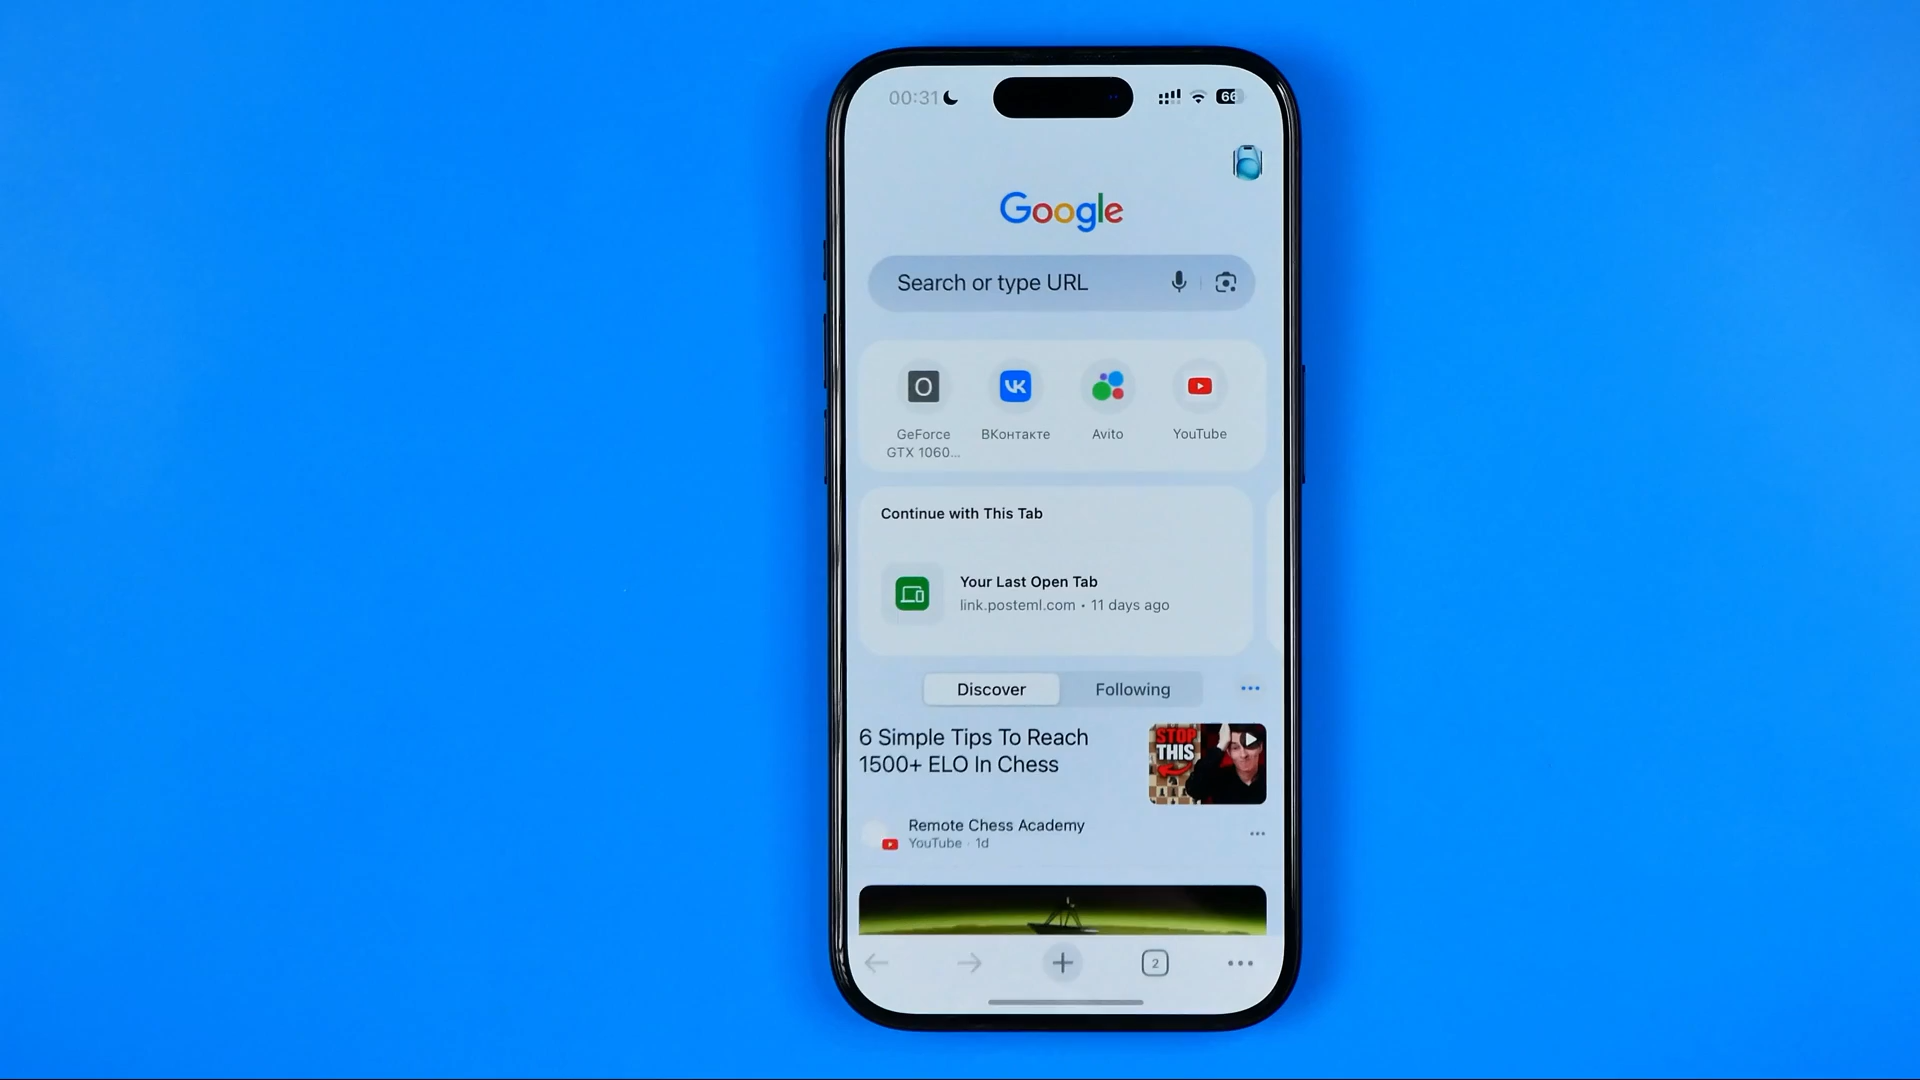 00:31
66
Google
Search or type URL
O
VK
GeForce
GTX 1060...
ВКонтакте
Avito
YouTube
Continue with This Tab
Your Last Open Tab
link.posteml.com • 11 days ago
Discover
Following
6 Simple Tips To Reach
1500+ ELO In Chess
STOP
THIS
Remote Chess Academy
YouTube · 1d
2